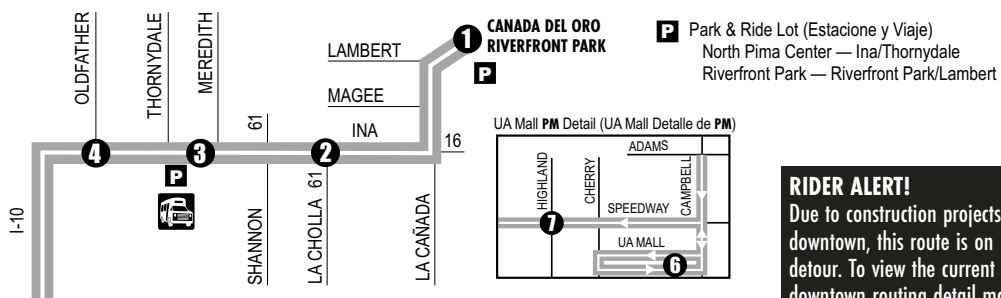 OLDFATHER
THORNYDALE
MEREDITH
LAMBERT
MAGEE
INA
1 CANADA DEL ORO
RIVERFRONT PARK
P
P Park & Ride Lot (Estacione y Viaje)
North Pima Center — Ina/Thornydale
Riverfront Park — Riverfront Park/Lambert
61
16
4
3
2
P
I-10
SHANNON
LA CHOLLA 61
LA CAÑADA
UA Mall PM Detail (UA Mall Detalle de PM)
ADAMS
HIGHLAND
CHERRY
CAMPBELL
SPEEDWAY
7
UA MALL
6
RIDER ALERT!
Due to construction projects
downtown, this route is on
detour. To view the current
downtown routing detail